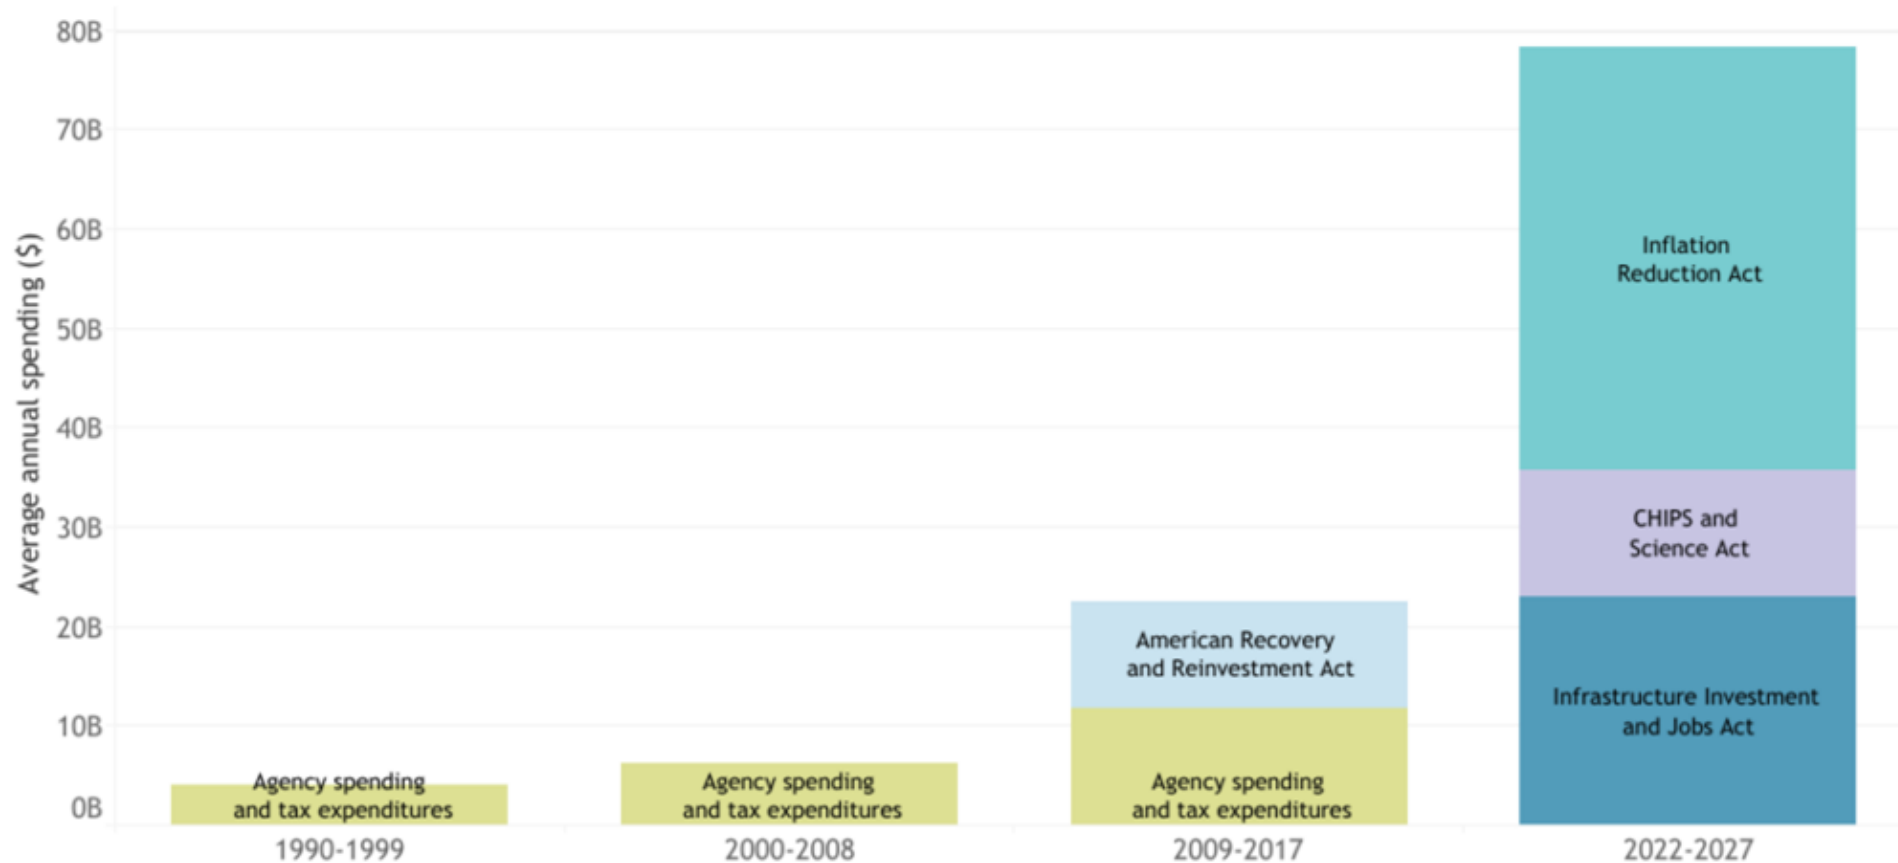 80B
70B
60B
50B
40B
30B
20B
10B
0B
Average annual spending ($)
Agency spending
and tax expenditures
Agency spending
and tax expenditures
American Recovery
and Reinvestment Act
Agency spending
and tax expenditures
Inflation
Reduction Act
CHIPS and
Science Act
Infrastructure Investment
and Jobs Act
1990-1999
2000-2008
2009-2017
2022-2027